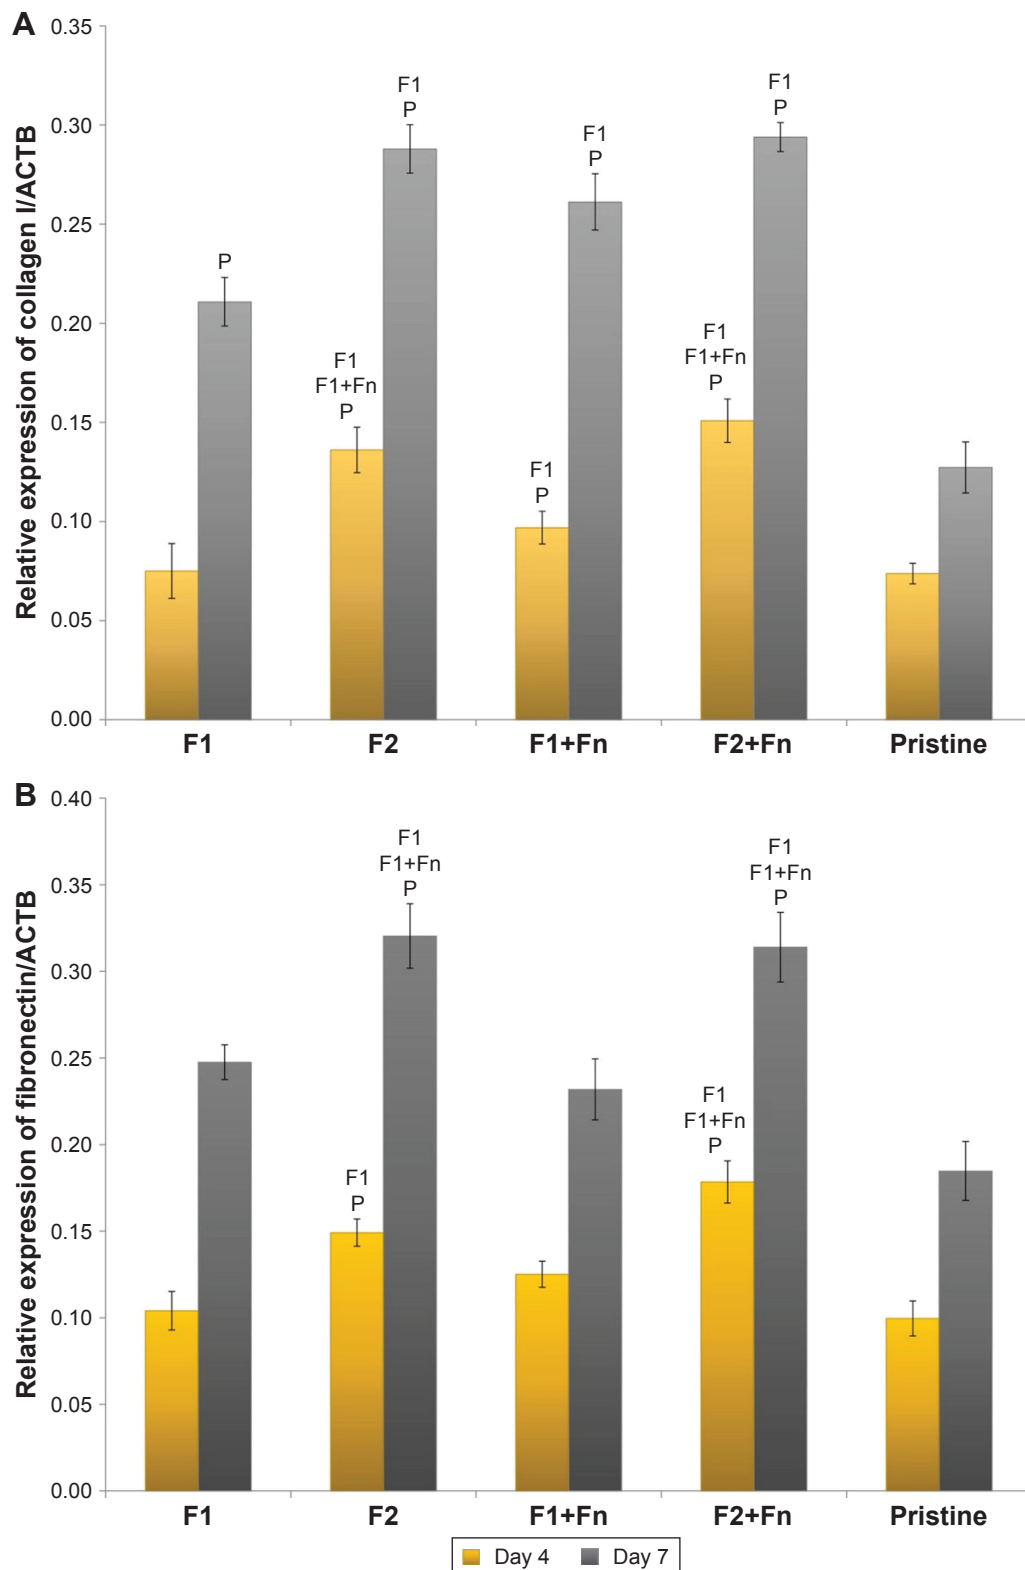 A
Relative expression of collagen I/ACTB
0.35
0.30
0.25
0.20
0.15
0.10
0.05
0.00
P
F1
F1+Fn
P
F1
P
F1
P
F1
P
F1
F1+Fn
P
F1
P
F1
F2
F1+Fn
F2+Fn
Pristine
B
Relative expression of fibronectin/ACTB
0.40
0.35
0.30
0.25
0.20
0.15
0.10
0.05
0.00
F1
P
F1
F1+Fn
P
F1
F1+Fn
P
F1
F1+Fn
P
F1
F2
F1+Fn
F2+Fn
Pristine
Day 4
Day 7